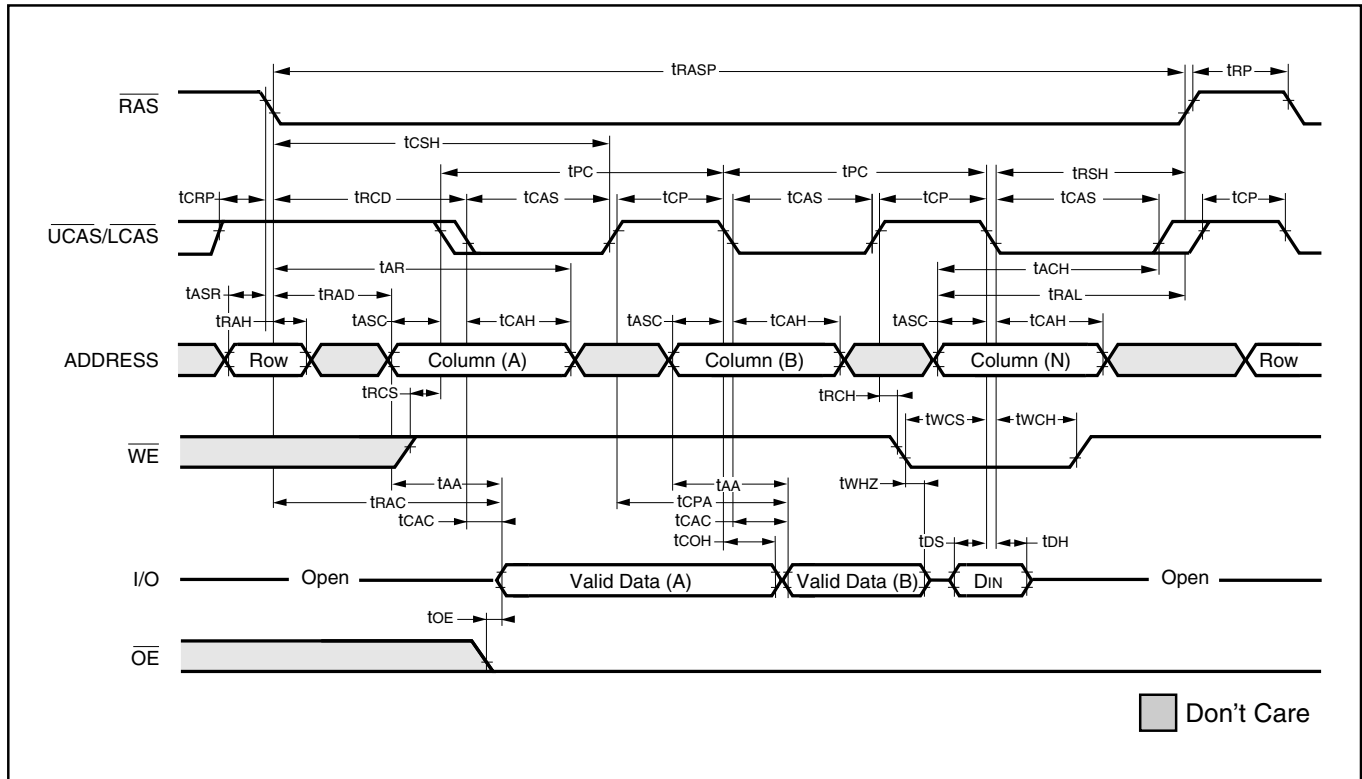 tRASP tRP
RAS
tCSH
tPC tPC tRSH
tCRP tRCD tCAS tCP tCAS tCP tCAS tCP
UCAS/LCAS
tAR tACH
tASR tRAD tRAL
tRAH tASC tCAH tASC tCAH tASC tCAH
ADDRESS Row Column (A) Column (B) Column (N) Row
tRCS tRCH
tWCS tWCH
WE
tAA tAA tWHZ
tRAC tCPA
tCAC tCAC
tCOH tDS tDH
I/O Open Valid Data (A) Valid Data (B) DIN Open
tOE
OE
Don't Care